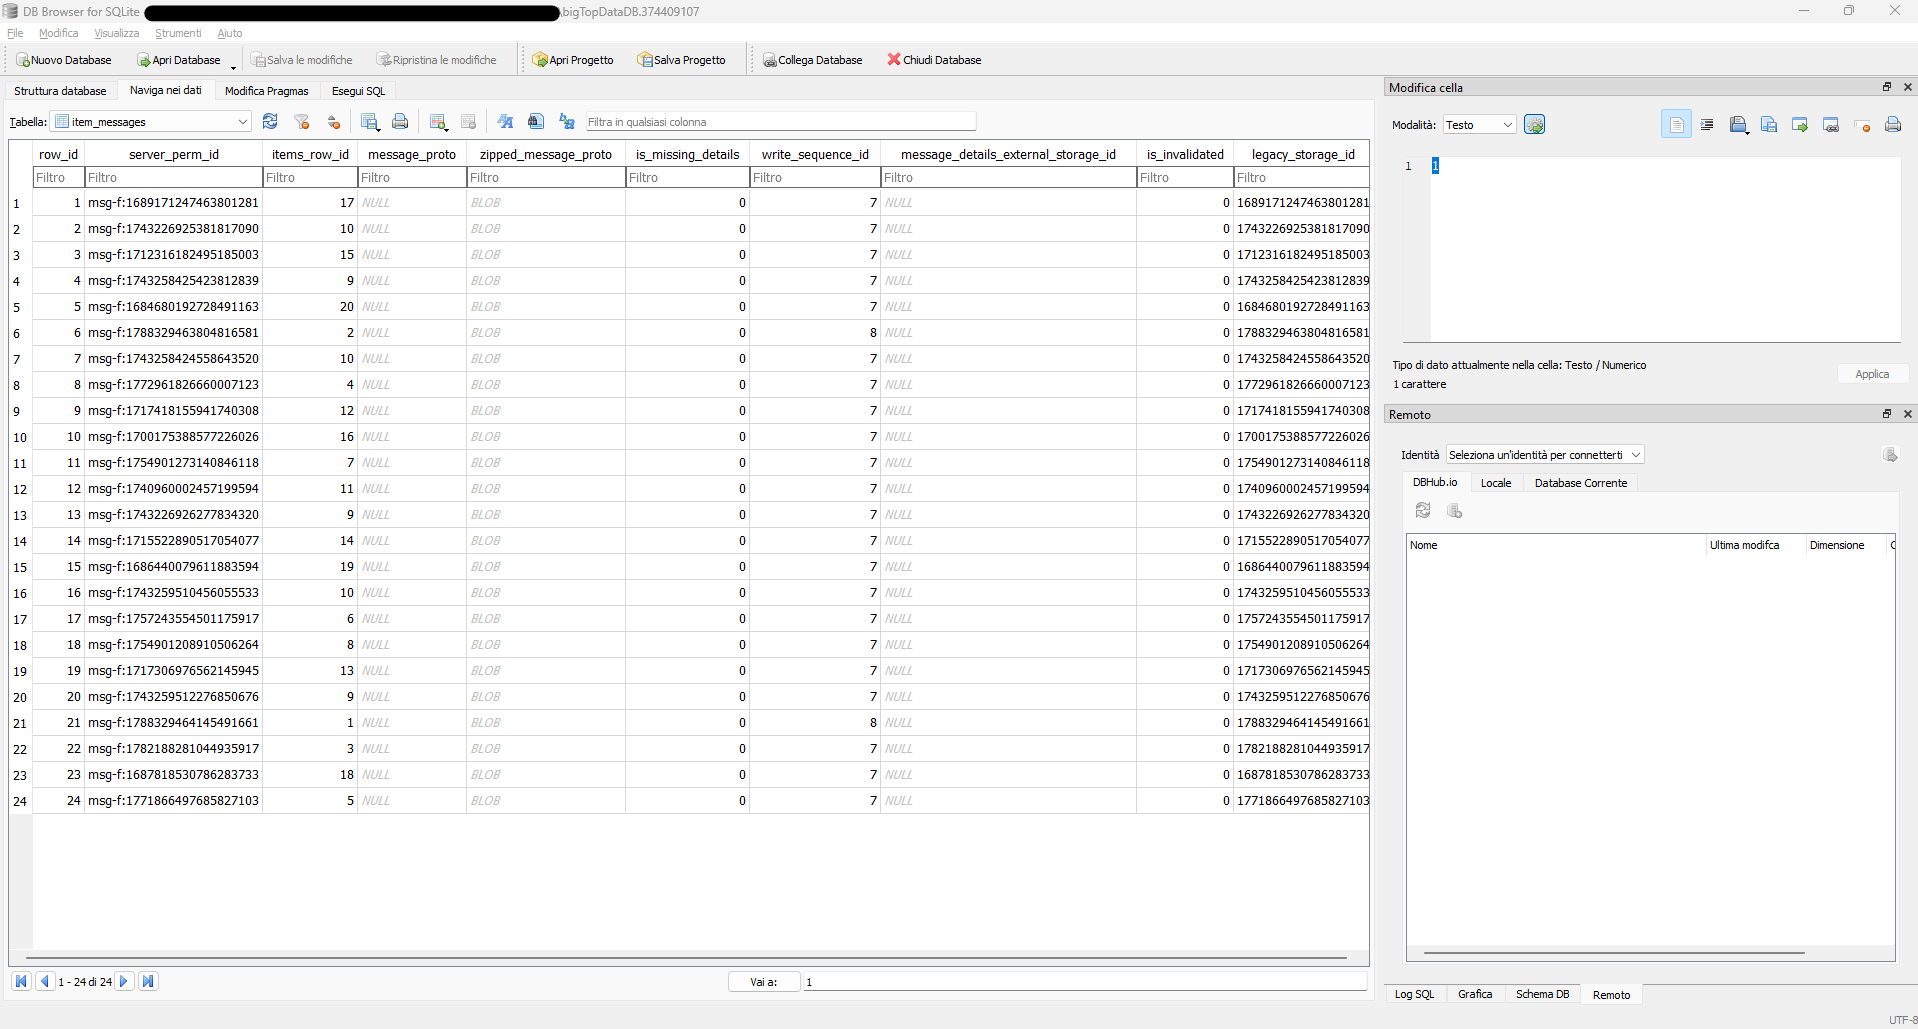 DB Browser for SQLite \bigTopDataDB.374409107
File Modifica Visualizza Strumenti Aiuto
Nuovo Database Apri Database Salva le modifiche Ripristina le modifiche Apri Progetto Salva Progetto Collega Database Chiudi Database
Struttura database Naviga nei dati Modifica Pragmas Esegui SQL
Tabella: item_messages Filtra in qualsiasi colonna
row_id server_perm_id items_row_id message_proto zipped_message_proto is_missing_details write_sequence_id message_details_external_storage_id is_invalidated legacy_storage_id
Filtro Filtro Filtro Filtro Filtro Filtro Filtro Filtro Filtro Filtro
1 1 msg-f:1689171247463801281 17 NULL BLOB 0 7 NULL 0 1689171247463801281
2 2 msg-f:1743226925381817090 10 NULL BLOB 0 7 NULL 0 1743226925381817090
3 3 msg-f:1712316182495185003 15 NULL BLOB 0 7 NULL 0 1712316182495185003
4 4 msg-f:1743258425423812839 9 NULL BLOB 0 7 NULL 0 1743258425423812839
5 5 msg-f:1684680192728491163 20 NULL BLOB 0 7 NULL 0 1684680192728491163
6 6 msg-f:1788329463804816581 2 NULL BLOB 0 8 NULL 0 1788329463804816581
7 7 msg-f:1743258424558643520 10 NULL BLOB 0 7 NULL 0 1743258424558643520
8 8 msg-f:1772961826660007123 4 NULL BLOB 0 7 NULL 0 1772961826660007123
9 9 msg-f:1717418155941740308 12 NULL BLOB 0 7 NULL 0 1717418155941740308
10 10 msg-f:1700175388577226026 16 NULL BLOB 0 7 NULL 0 1700175388577226026
11 11 msg-f:1754901273140846118 7 NULL BLOB 0 7 NULL 0 1754901273140846118
12 12 msg-f:1740960002457199594 11 NULL BLOB 0 7 NULL 0 1740960002457199594
13 13 msg-f:1743226926277834320 9 NULL BLOB 0 7 NULL 0 1743226926277834320
14 14 msg-f:1715522890517054077 14 NULL BLOB 0 7 NULL 0 1715522890517054077
15 15 msg-f:1686440079611883594 19 NULL BLOB 0 7 NULL 0 1686440079611883594
16 16 msg-f:1743259510456055533 10 NULL BLOB 0 7 NULL 0 1743259510456055533
17 17 msg-f:1757243554501175917 6 NULL BLOB 0 7 NULL 0 1757243554501175917
18 18 msg-f:1754901208910506264 8 NULL BLOB 0 7 NULL 0 1754901208910506264
19 19 msg-f:1717306976562145945 13 NULL BLOB 0 7 NULL 0 1717306976562145945
20 20 msg-f:1743259512276850676 9 NULL BLOB 0 7 NULL 0 1743259512276850676
21 21 msg-f:1788329464145491661 1 NULL BLOB 0 8 NULL 0 1788329464145491661
22 22 msg-f:1782188281044935917 3 NULL BLOB 0 7 NULL 0 1782188281044935917
23 23 msg-f:1687818530786283733 18 NULL BLOB 0 7 NULL 0 1687818530786283733
24 24 msg-f:1771866497685827103 5 NULL BLOB 0 7 NULL 0 1771866497685827103
1 - 24 di 24 Vai a: 1
Modifica cella
Modalità: Testo
1 1
Tipo di dato attualmente nella cella: Testo / Numerico
1 carattere
Applica
Remoto
Identità Seleziona un'identità per connetterti
DBHub.io Locale Database Corrente
Nome Ultima modifca Dimensione C
Log SQL Grafica Schema DB Remoto
UTF-8